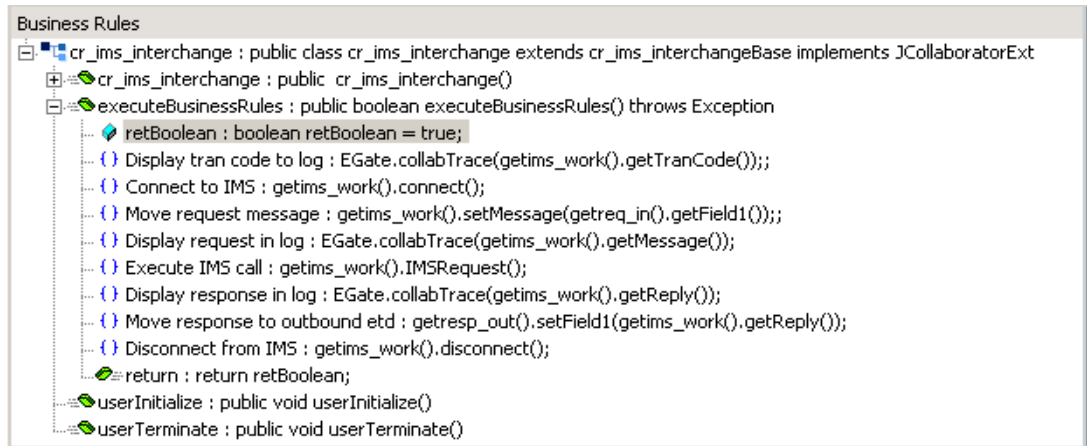 Business Rules
cr_ims_interchange : public class cr_ims_interchange extends cr_ims_interchangeBase implements JCollaboratorExt
cr_ims_interchange : public cr_ims_interchange()
executeBusinessRules : public boolean executeBusinessRules() throws Exception
retBoolean : boolean retBoolean = true;
{} Display tran code to log : EGate.collabTrace(getims_work().getTranCode());;
{} Connect to IMS : getims_work().connect();
{} Move request message : getims_work().setMessage(getreq_in().getField1());;
{} Display request in log : EGate.collabTrace(getims_work().getMessage());
{} Execute IMS call : getims_work().IMSRequest();
{} Display response in log : EGate.collabTrace(getims_work().getReply());
{} Move response to outbound etd : getresp_out().setField1(getims_work().getReply());
{} Disconnect from IMS : getims_work().disconnect();
return : return retBoolean;
userInitialize : public void userInitialize()
userTerminate : public void userTerminate()